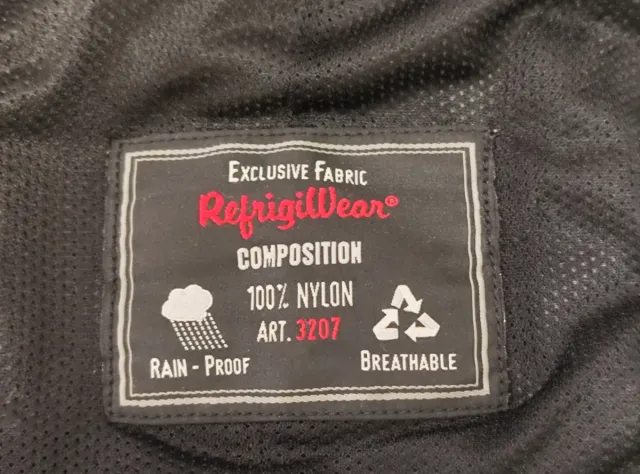 EXCLUSIVE FABRIC
RefrigiWear®
COMPOSITION
100% NYLON
ART. 3207
RAIN - PROOF
BREATHABLE